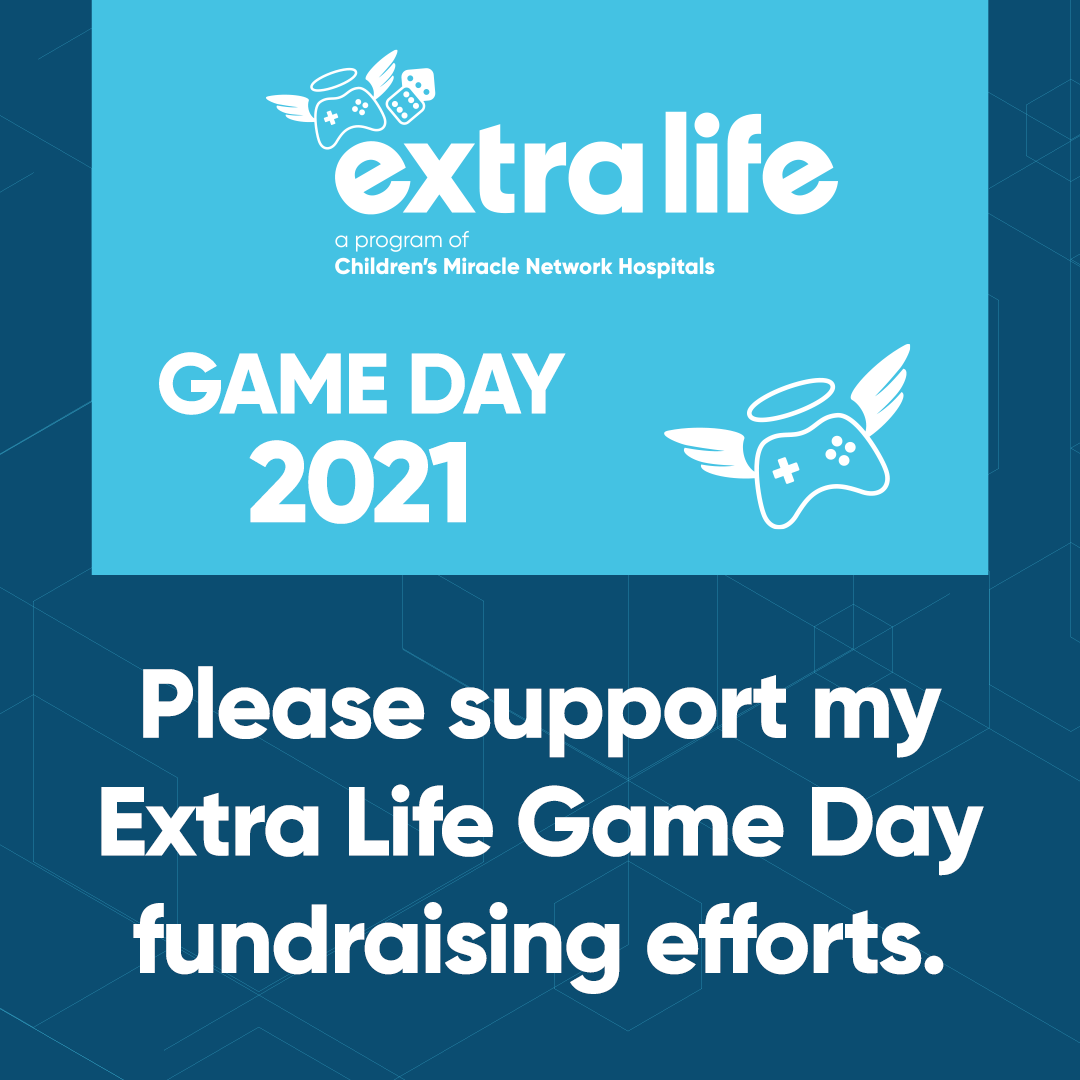 extra life
a program of
Children's Miracle Network Hospitals
GAME DAY
2021
Please support my
Extra Life Game Day
fundraising efforts.